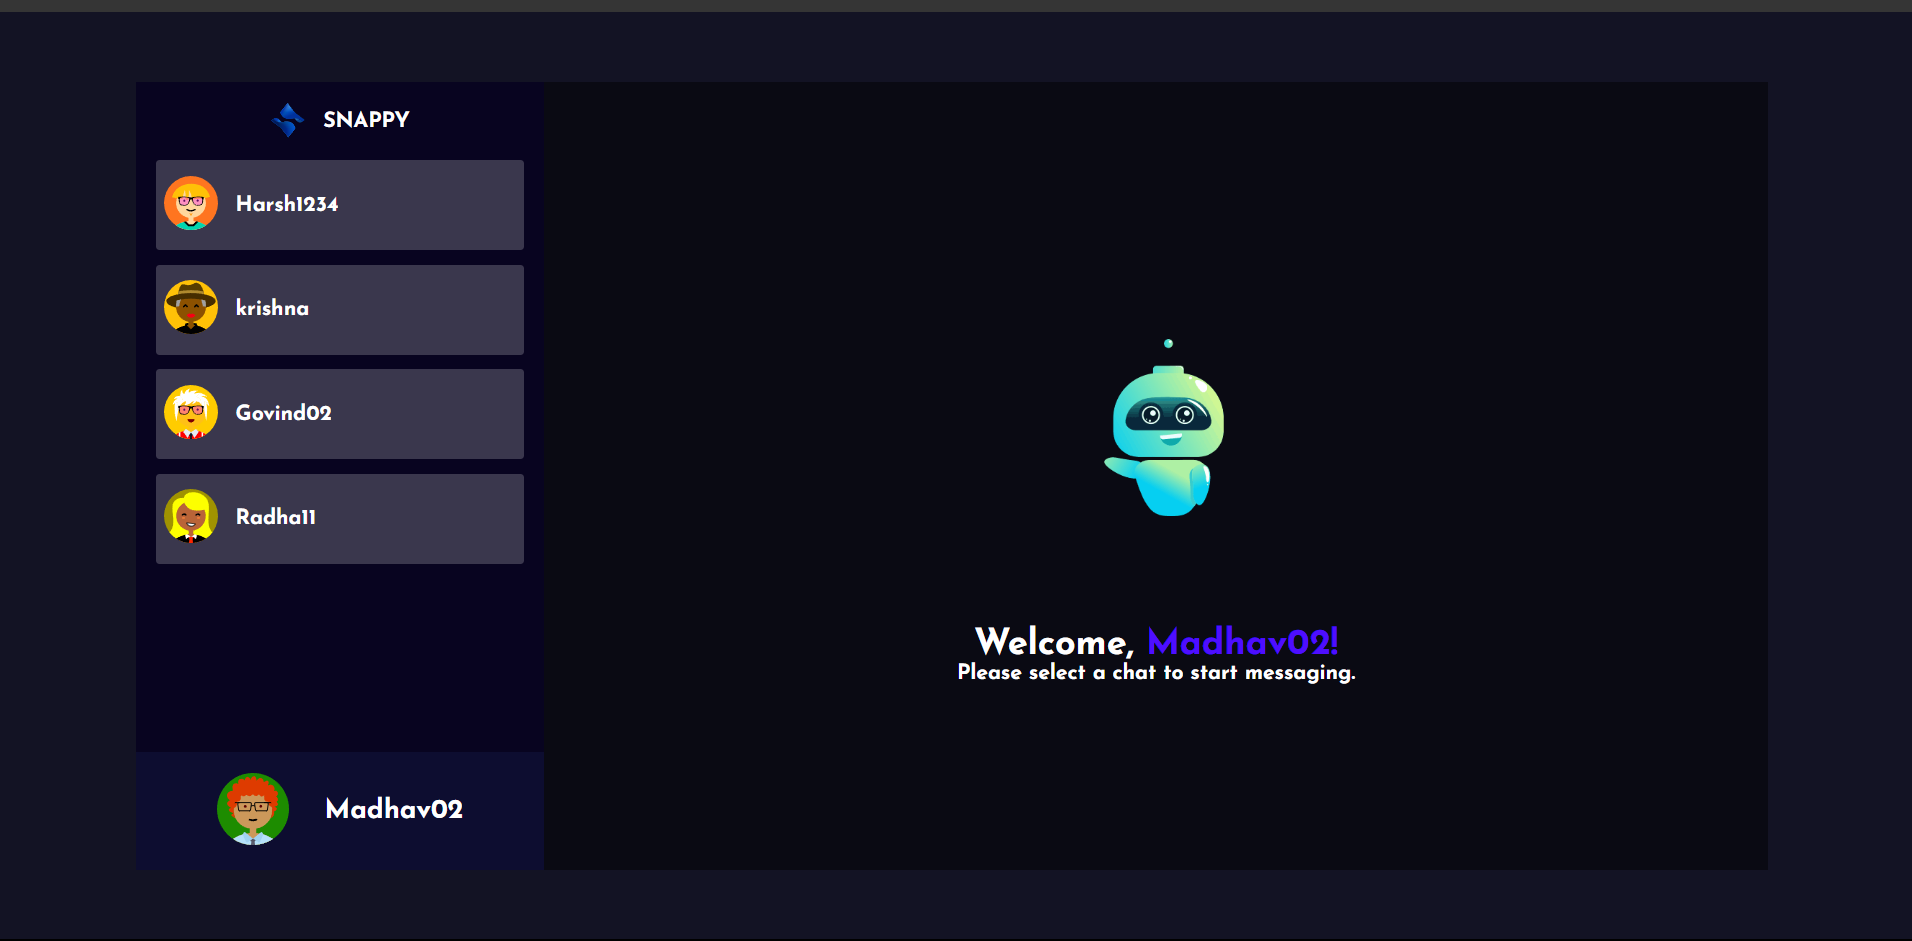 SNAPPY
Harsh1234
krishna
Govind02
Radha11
Madhav02
Welcome, Madhav02!
Please select a chat to start messaging.